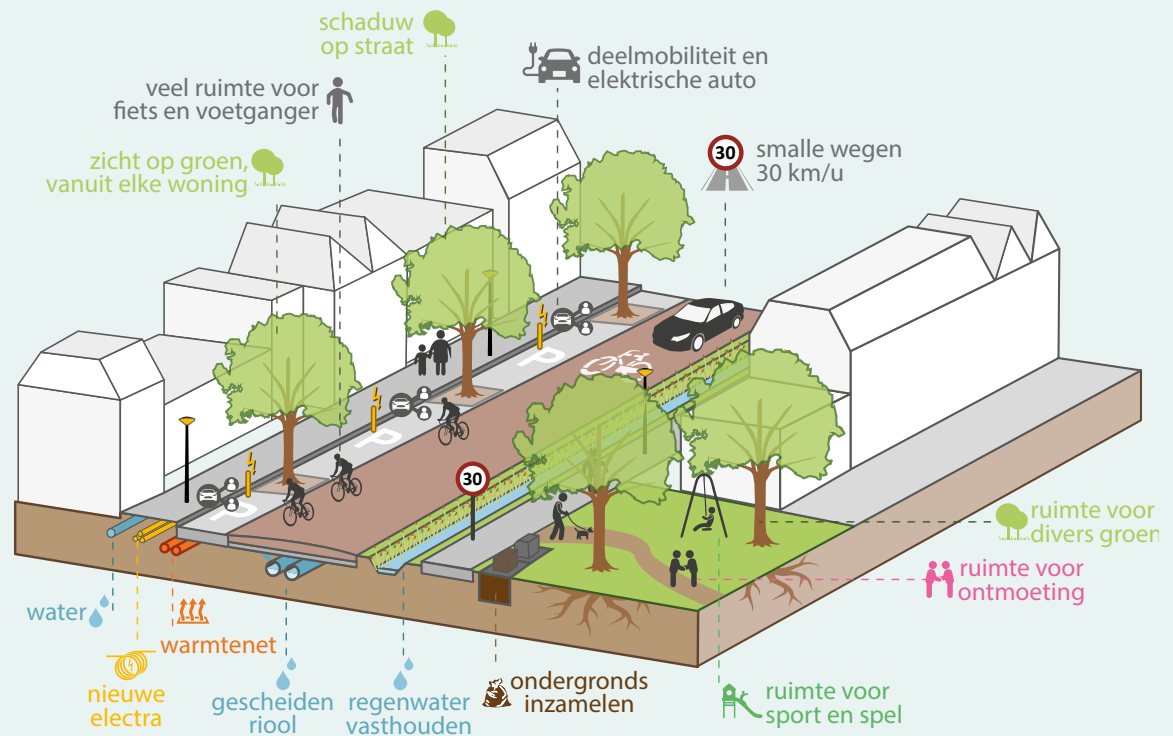 schaduw
op straat
deelmobiliteit en
elektrische auto
veel ruimte voor
fiets en voetganger
30
smalle wegen
30 km/u
zicht op groen,
vanuit elke woning
P
P
P
P
30
ruimte voor
divers groen
ruimte voor
ontmoeting
water
warmtenet
nieuwe
electra
gescheiden
riool
regenwater
vasthouden
ondergronds
inzamelen
ruimte voor
sport en spel